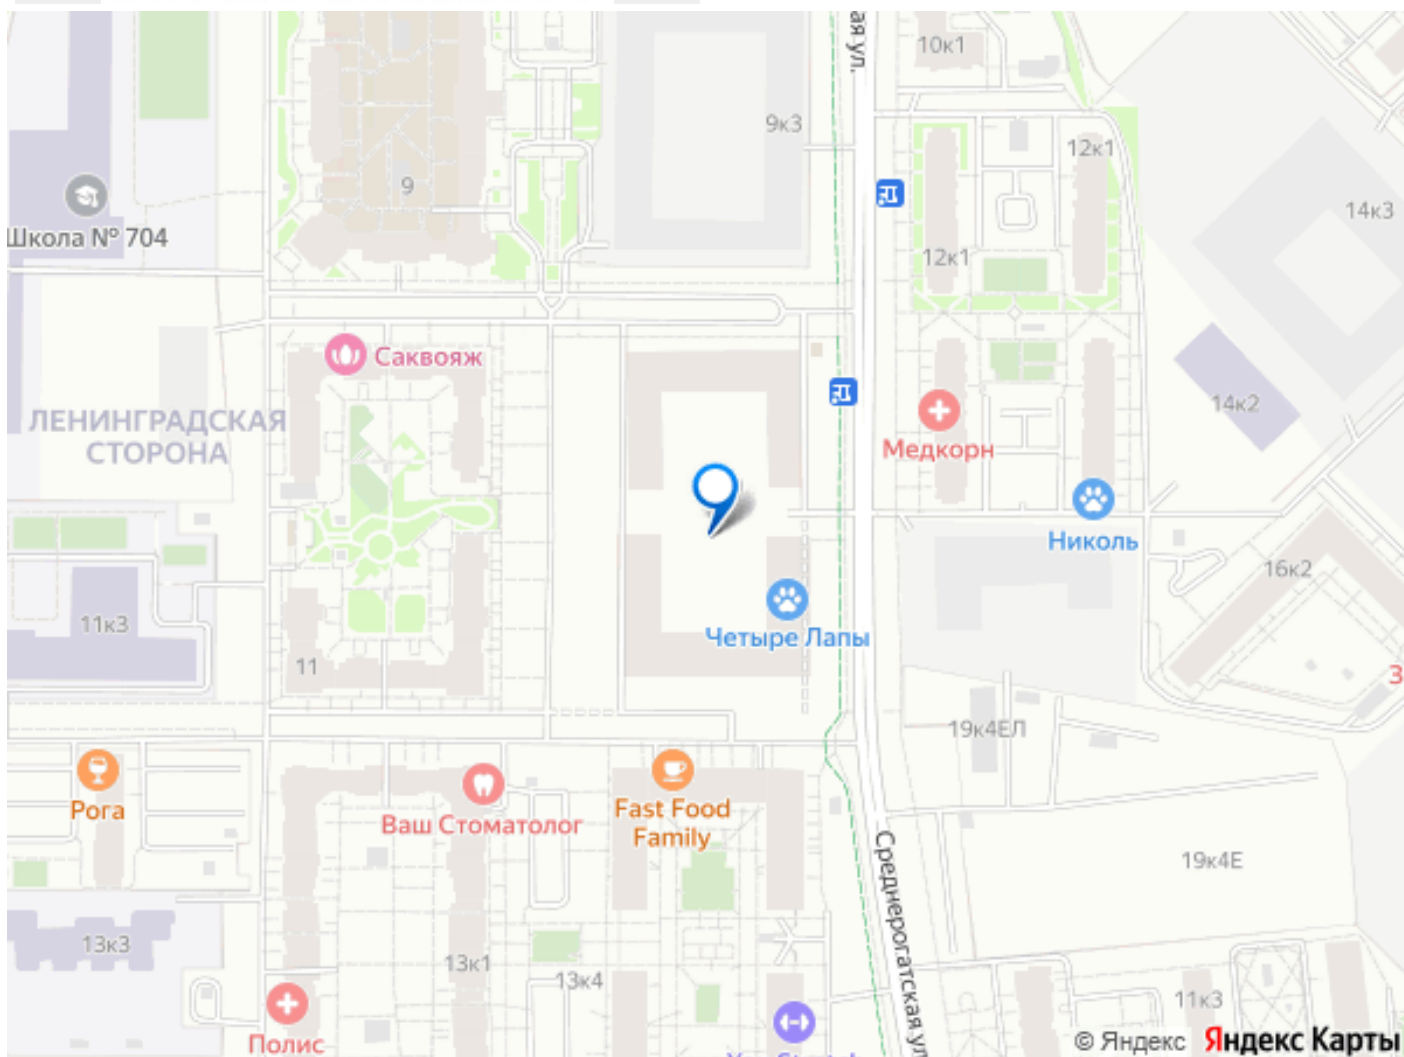 ая ул.
10к1
9к3
12к1
9
14к3
Школа № 704
12к1
Саквояж
14к2
ЛЕНИНГРАДСКАЯ
СТОРОНА
Медкорн
Николь
16к2
11к3
Четыре Лапы
11
З
19к4ЕЛ
Рога
Ваш Стоматолог
Fast Food
Family
Среднерогатская ул
19к4Е
13к3
13к1
13к4
11к3
Полис
© Яндекс Яндекс Карты